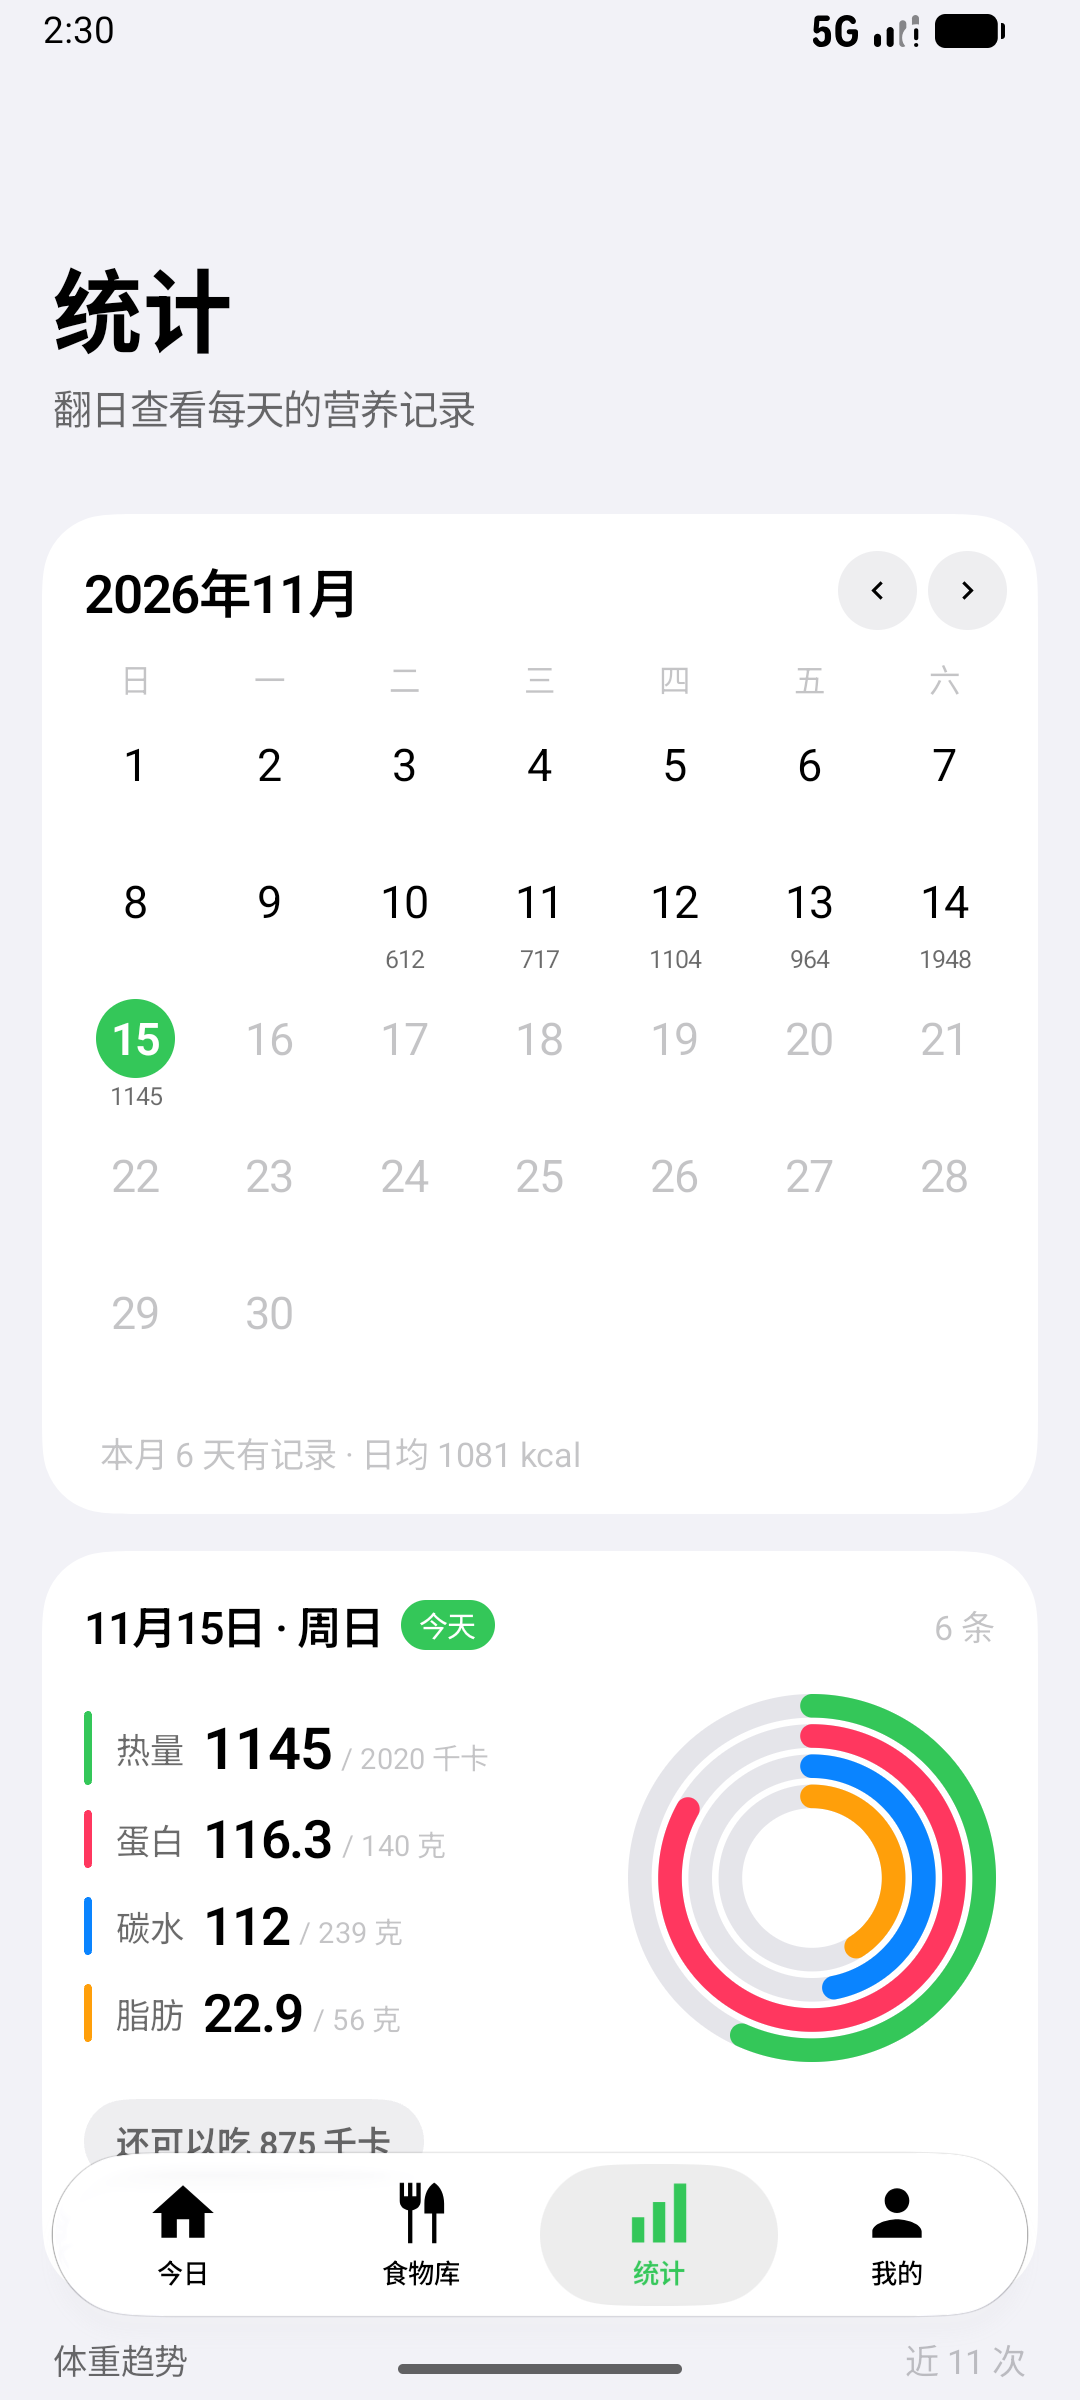 2:30
5G
统计
翻日查看每天的营养记录
2026年11月
日 一 二 三 四 五 六
1 2 3 4 5 6 7
8 9 10 11 12 13 14
612 717 1104 964 1948
15 16 17 18 19 20 21
1145
22 23 24 25 26 27 28
29 30
本月 6 天有记录 · 日均 1081 kcal
11月15日 · 周日 今天 6 条
热量 1145 / 2020 千卡
蛋白 116.3 / 140 克
碳水 112 / 239 克
脂肪 22.9 / 56 克
还可以吃 875 千卡
今日 食物库 统计 我的
体重趋势 近 11 次